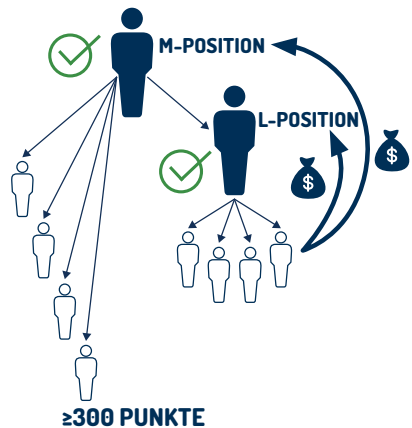 M-POSITION
L-POSITION
$
$
≥300 PUNKTE